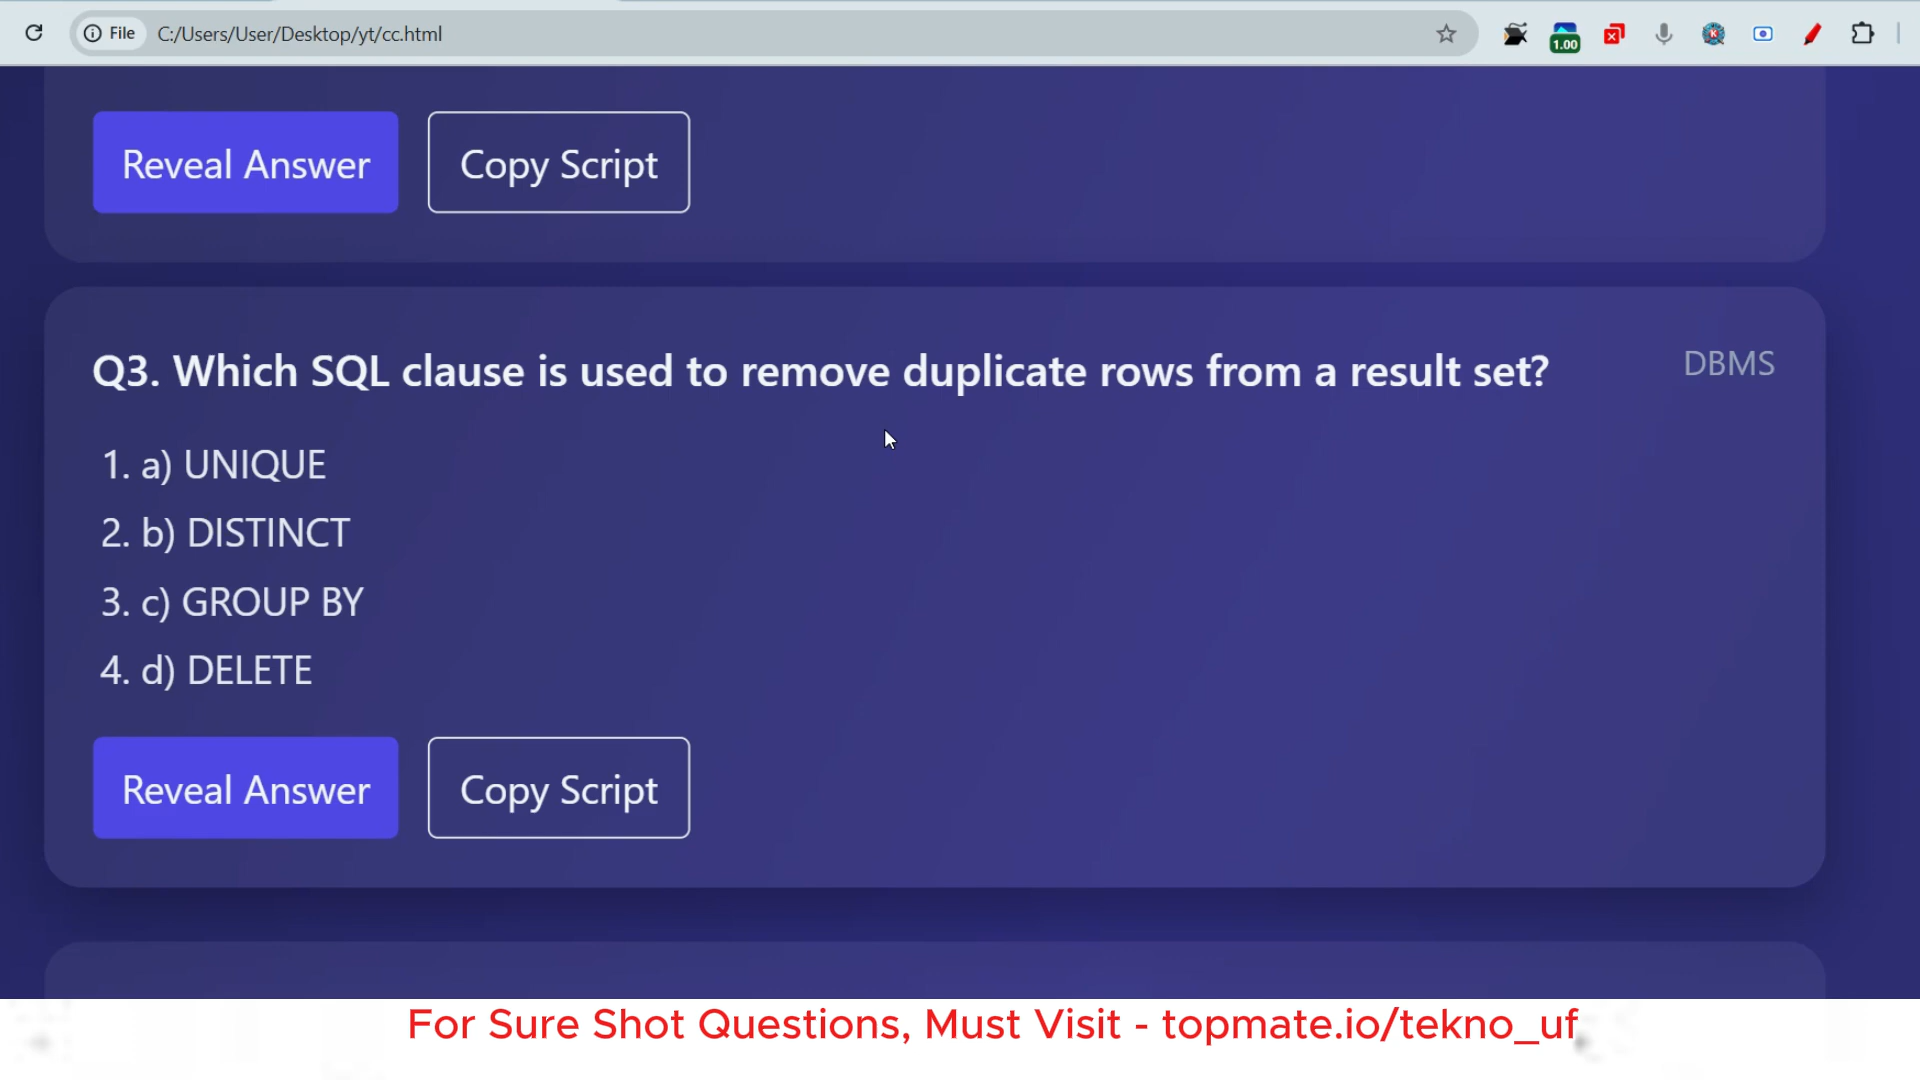 File C:/Users/User/Desktop/yt/cc.html
1.00
K
Reveal Answer Copy Script
Q3. Which SQL clause is used to remove duplicate rows from a result set? DBMS
1. a) UNIQUE
2. b) DISTINCT
3. c) GROUP BY
4. d) DELETE
Reveal Answer Copy Script
For Sure Shot Questions, Must Visit - topmate.io/tekno_uf